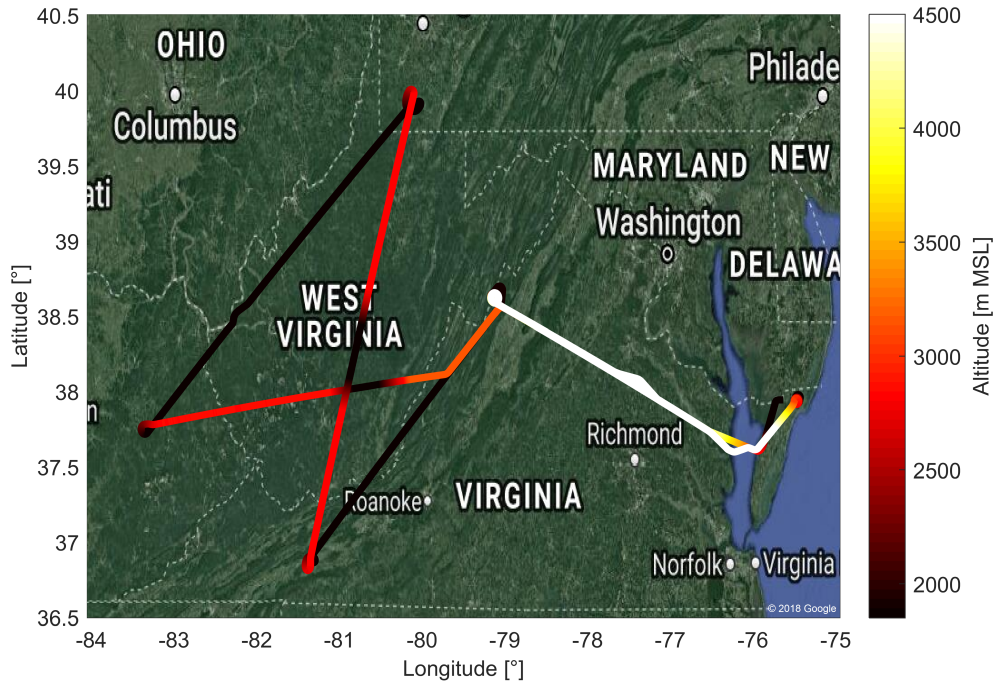 40.5
40
39.5
39
38.5
38
37.5
37
36.5
-84
-83
-82
-81
-80
-79
-78
-77
-76
-75
Latitude [°]
Longitude [°]
OHIO
Columbus
ati
n
WEST
VIRGINIA
Roanoke
VIRGINIA
Richmond
Norfolk
Virginia
MARYLAND
Washington
Philade
NEW
DELAWA
© 2018 Google
4500
4000
3500
3000
2500
2000
Altitude [m MSL]